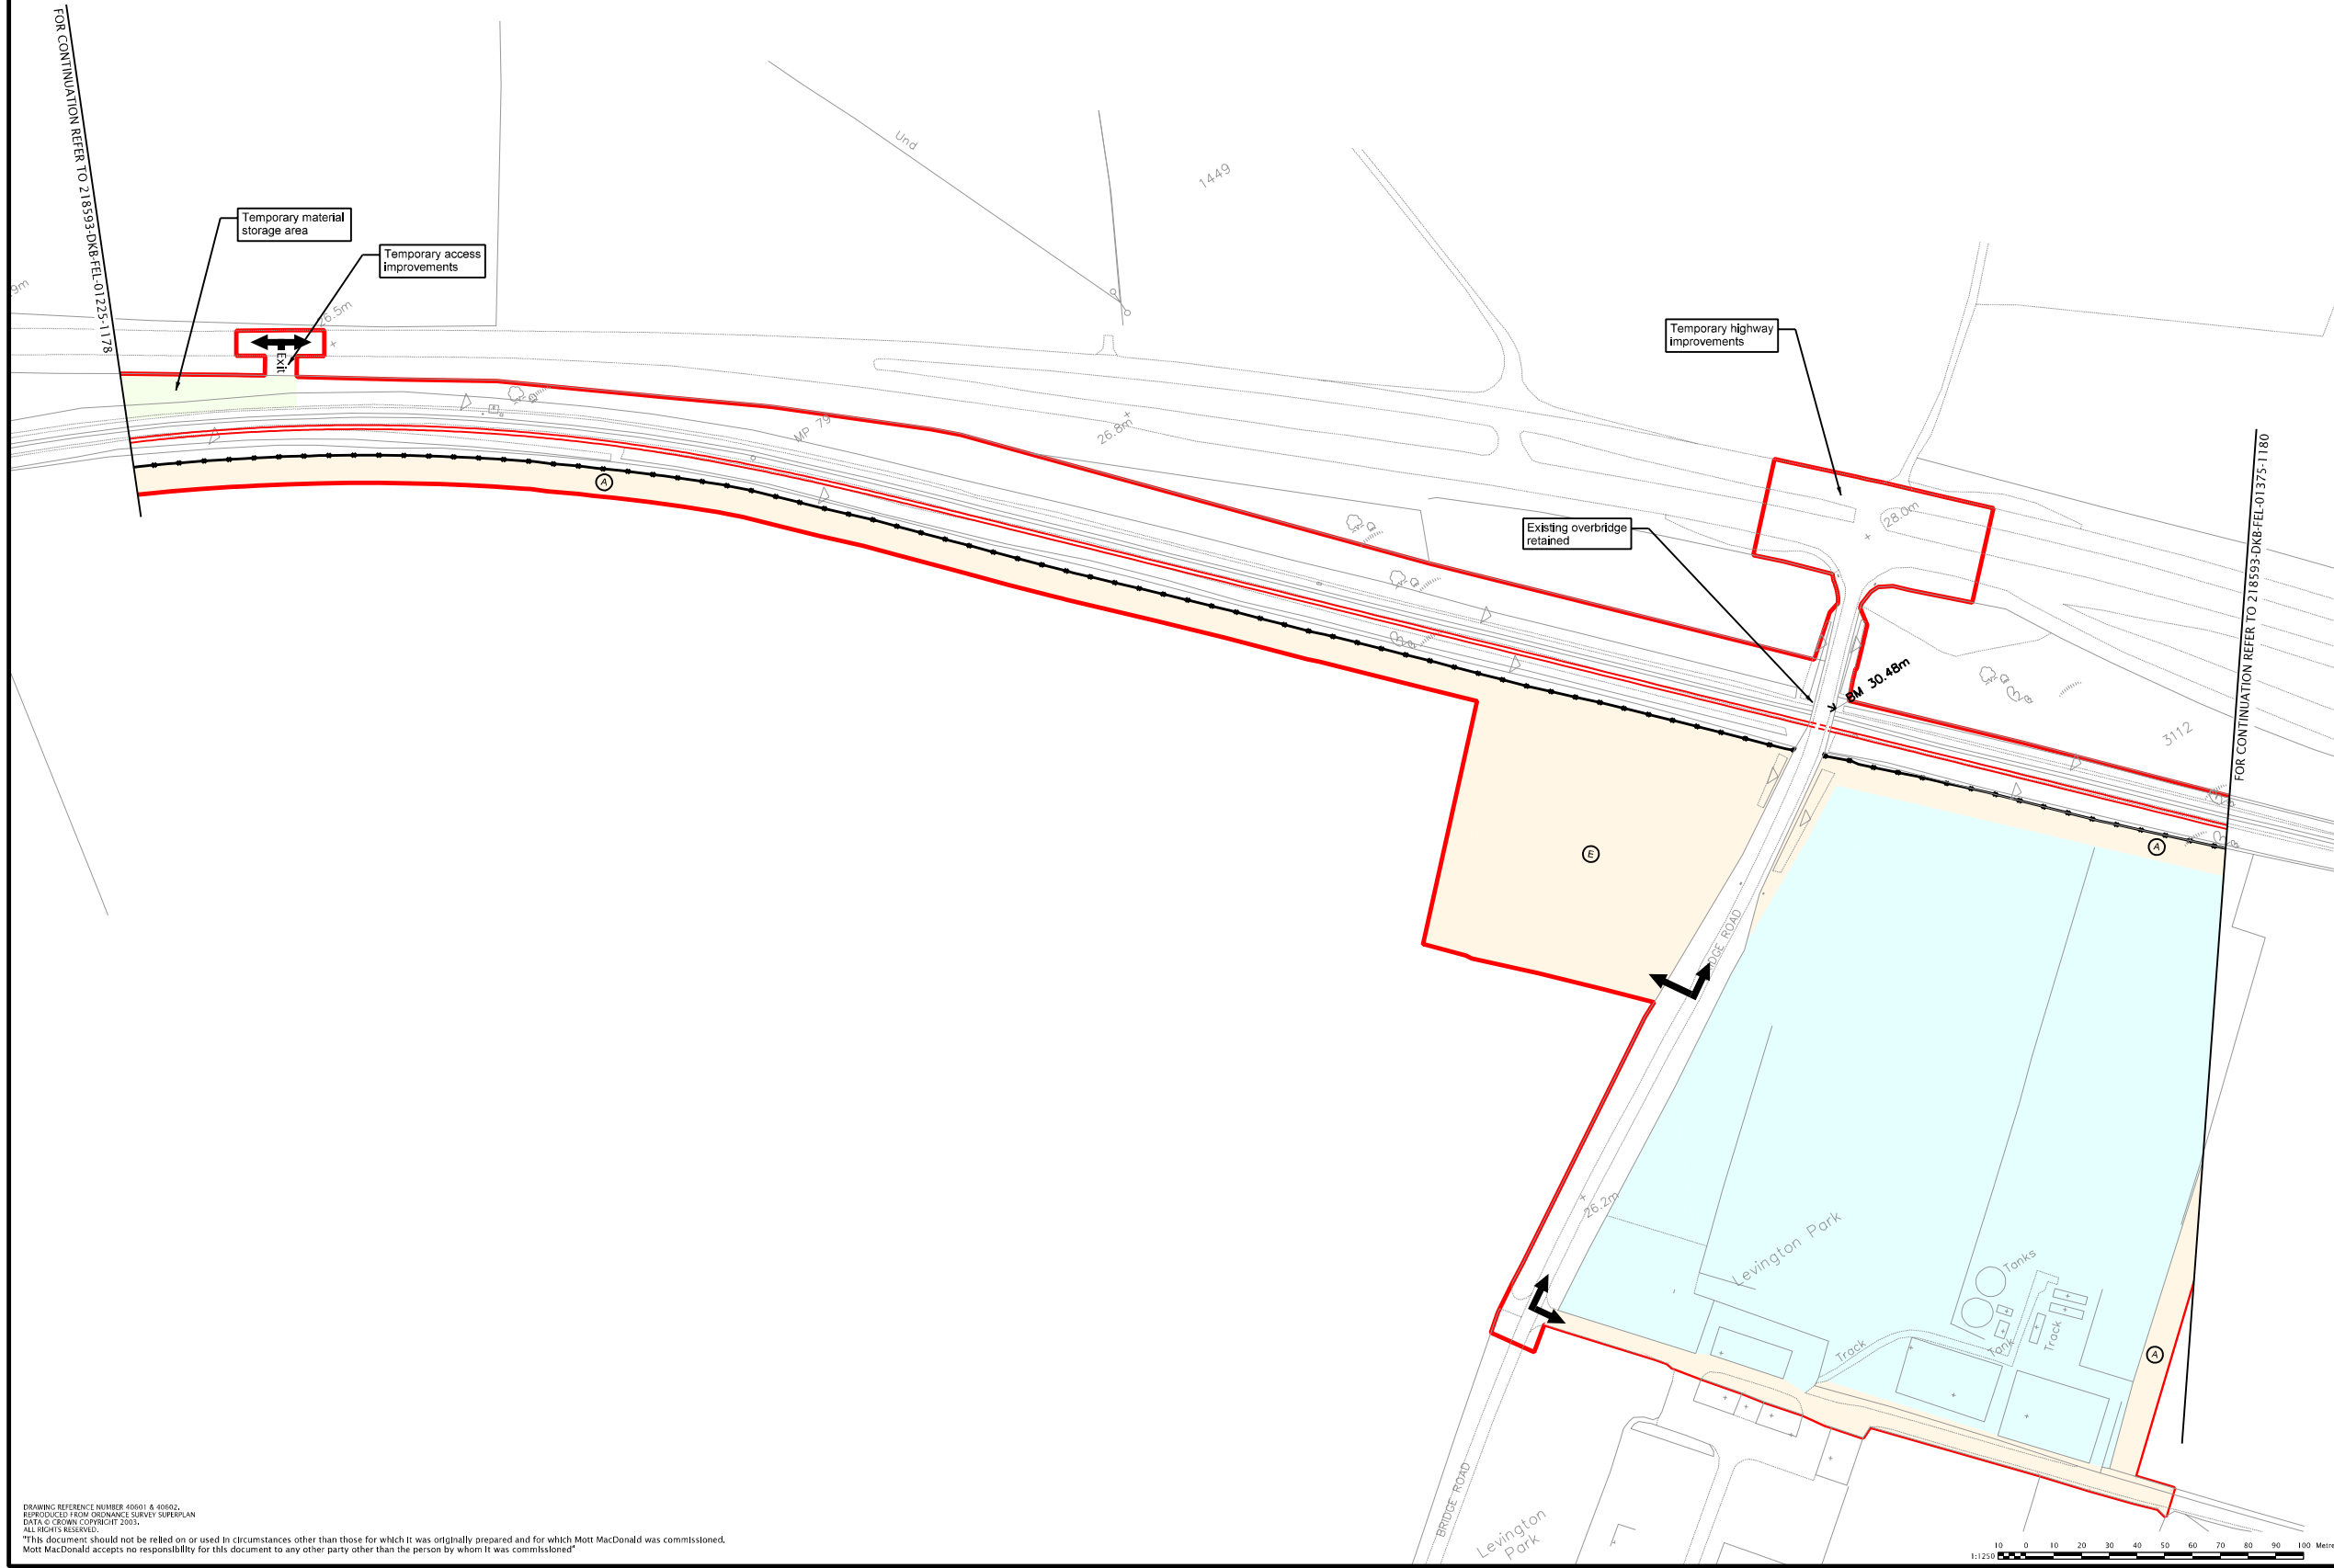 FOR CONTINUATION REFER TO 218593-DKB-FEL-01225-1178
Und
1449
Temporary material
storage area
Temporary access
improvements
9m
26.5m
Exit
Temporary highway
improvements
MP 79
26.8m
Existing overbridge
retained
28.0m
FOR CONTINUATION REFER TO 218593-DKB-FEL-01375-1180
A
BM 30.48m
3112
A
E
BRIDGE ROAD
26.2m
Levington Park
Tanks
Tank
Track
Track
A
BRIDGE ROAD
Levington
Park
DRAWING REFERENCE NUMBER 40601 & 40602.
REPRODUCED FROM ORDNANCE SURVEY SUPERPLAN
DATA © CROWN COPYRIGHT 2003.
ALL RIGHTS RESERVED.
"This document should not be relied on or used in circumstances other than those for which it was originally prepared and for which Mott MacDonald was commissioned.
Mott MacDonald accepts no responsibility for this document to any other party other than the person by whom it was commissioned"
1:1250
10 0 10 20 30 40 50 60 70 80 90 100 Metre